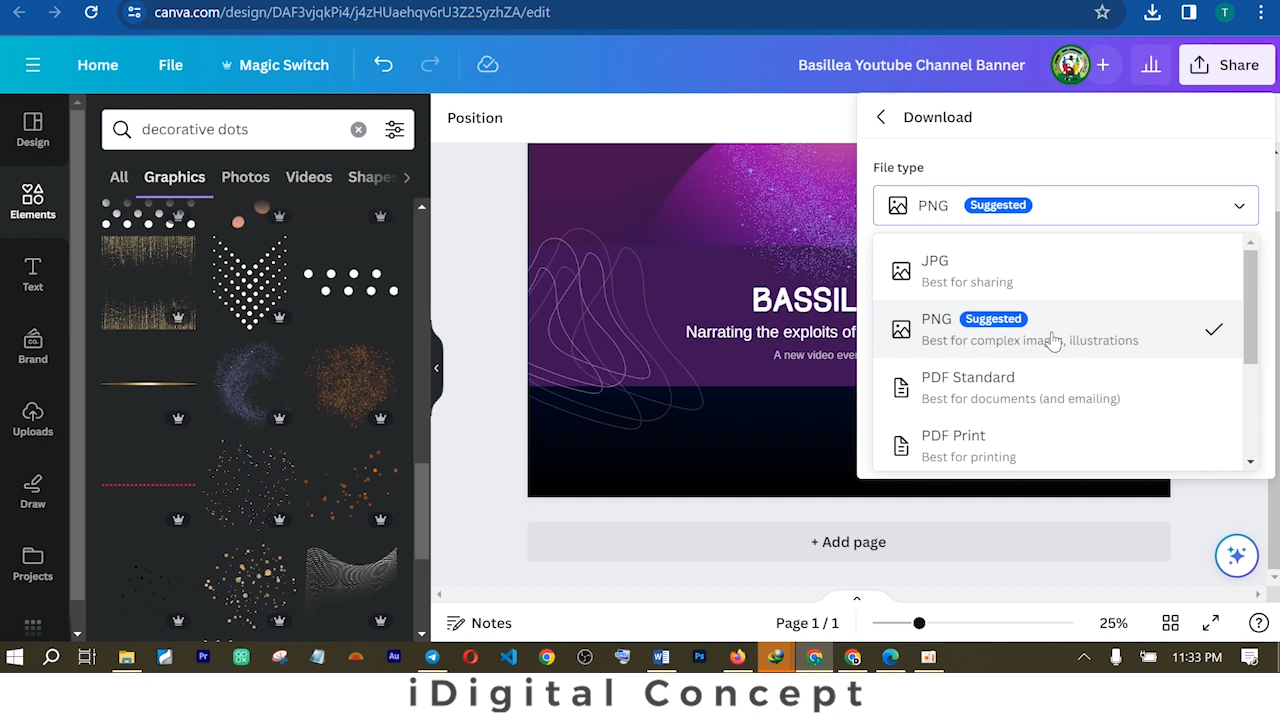 canva.com/design/DAF3vjqkPi4/j4zHUaehqv6rU3Z25yzhZA/edit
T
Home
File
Magic Switch
Basillea Youtube Channel Banner
Share
Design
Elements
Text
Brand
Uploads
Draw
Projects
decorative dots
All
Graphics
Photos
Videos
Shapes
Position
BASSIL
Narrating the exploits of
A new video ever
Download
File type
PNG Suggested
JPG
Best for sharing
PNG Suggested
Best for complex images, illustrations
PDF Standard
Best for documents (and emailing)
PDF Print
Best for printing
+ Add page
Notes
Page 1 / 1
25%
11:33 PM
iDigital Concept